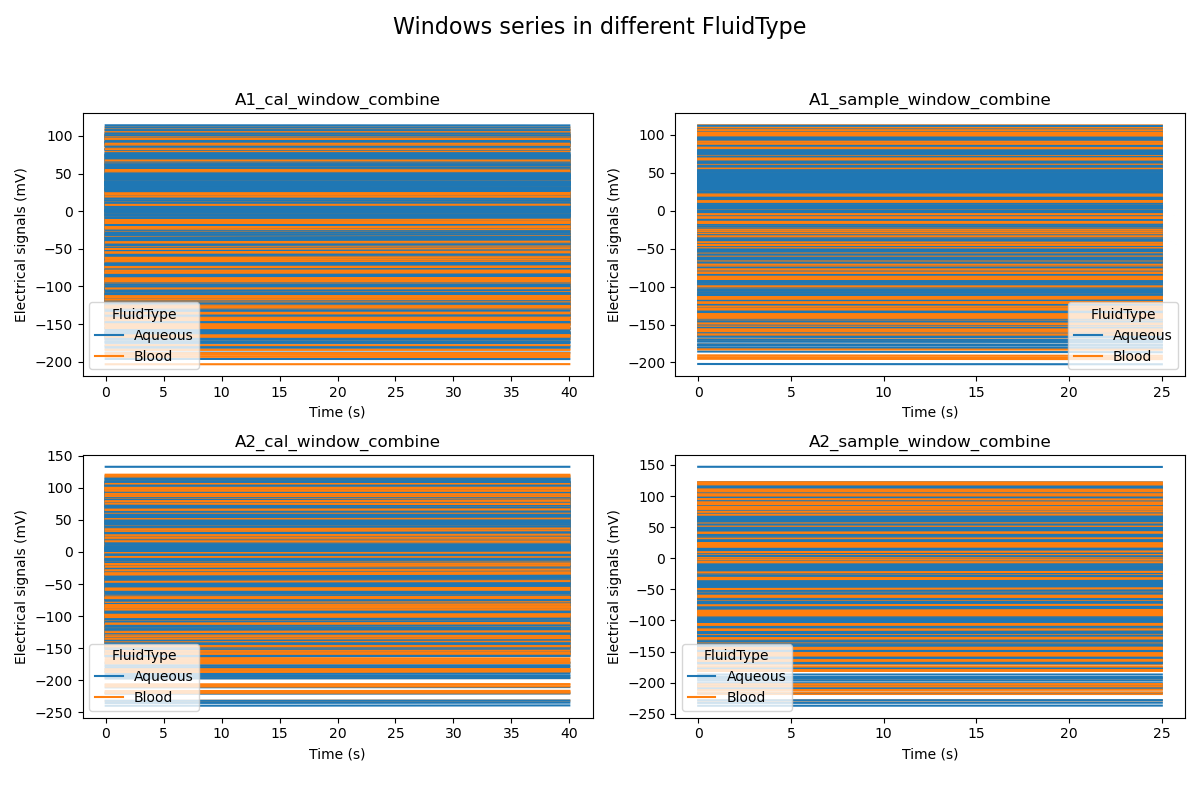 Windows series in different FluidType
A1_cal_window_combine
Electrical signals (mV)
100
50
0
−50
−100
−150
−200
FluidType
Aqueous
Blood
0 5 10 15 20 25 30 35 40
Time (s)
A1_sample_window_combine
Electrical signals (mV)
100
50
0
−50
−100
−150
−200
FluidType
Aqueous
Blood
0 5 10 15 20 25
Time (s)
A2_cal_window_combine
Electrical signals (mV)
150
100
50
0
−50
−100
−150
−200
−250
FluidType
Aqueous
Blood
0 5 10 15 20 25 30 35 40
Time (s)
A2_sample_window_combine
Electrical signals (mV)
150
100
50
0
−50
−100
−150
−200
−250
FluidType
Aqueous
Blood
0 5 10 15 20 25
Time (s)